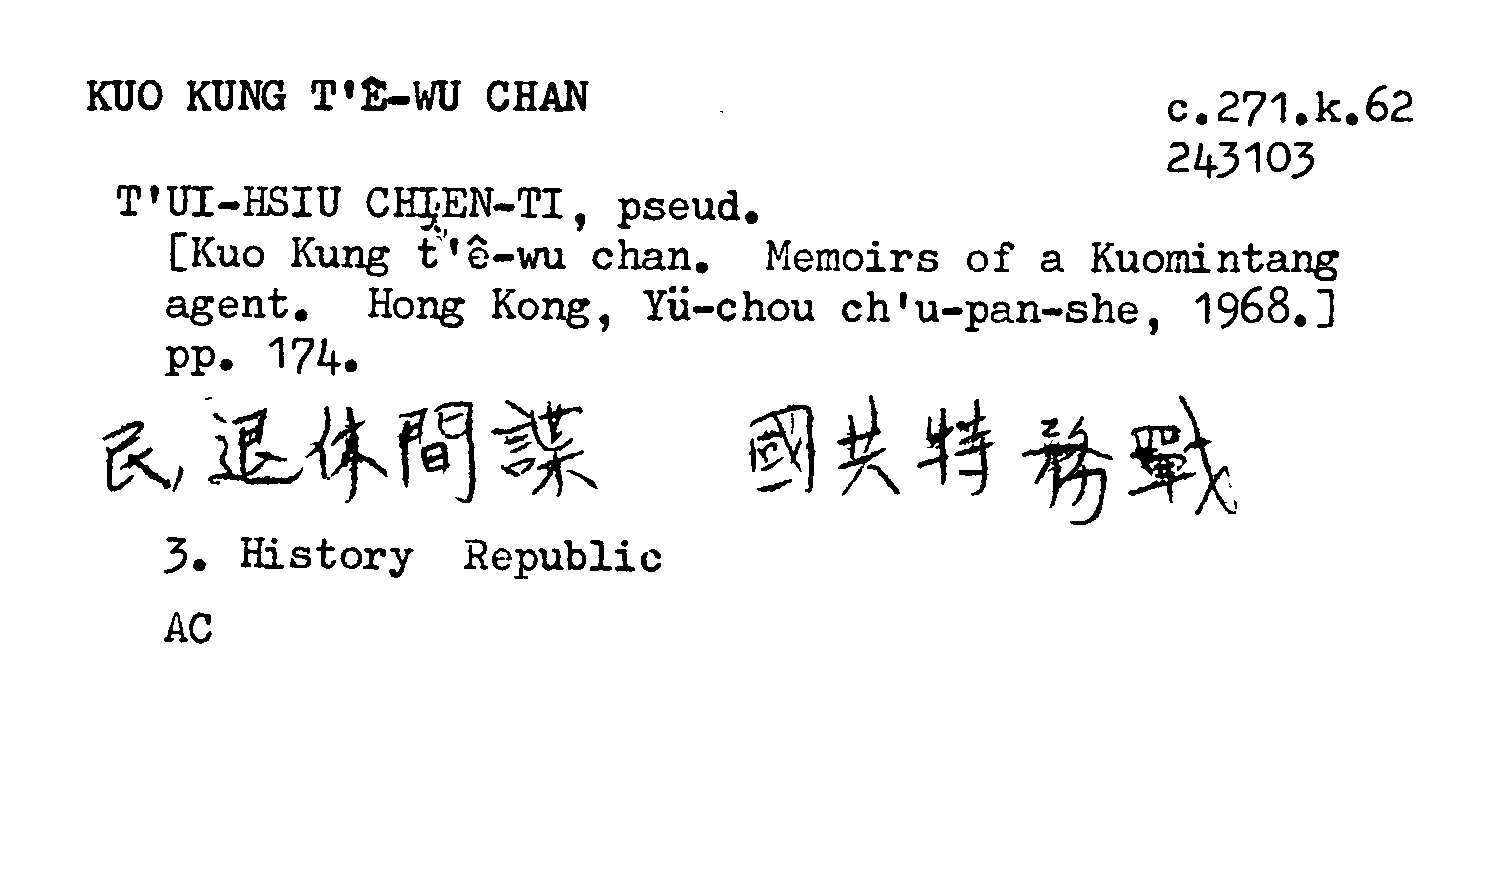 KUO KUNG T'Ê-WU CHAN
c.271.k.62
243103
T'UI-HSIU CHIEN-TI, pseud.
[Kuo Kung t'ê-wu chan. Memoirs of a Kuomintang
agent. Hong Kong, Yü-chou ch'u-pan-she, 1968.]
pp. 174.
民, 退休間諜 國共特務戰
3. History Republic
AC